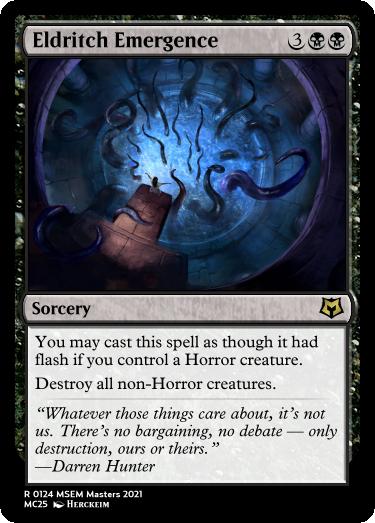 Eldritch Emergence 3
Sorcery
You may cast this spell as though it had
flash if you control a Horror creature.
Destroy all non-Horror creatures.
“Whatever those things care about, it’s not
us. There’s no bargaining, no debate — only
destruction, ours or theirs.”
—Darren Hunter
R 0124 MSEM Masters 2021
MC25 Herckeim